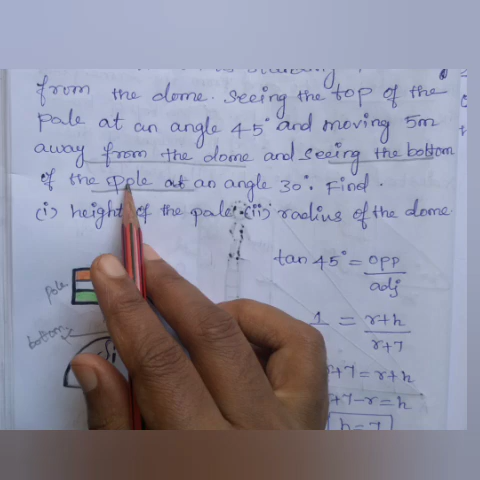 from the dome. Seeing the top of the
pole at an angle 45° and moving 5m
away from the dome and seeing the bottom
of the pole at an angle 30°. Find.
(i) height of the pole (ii) radius of the dome
tan 45° = opp/adj
pole
1 = r+h/r+7
bottom
r+7 = r+h
+7-r=h
h=7